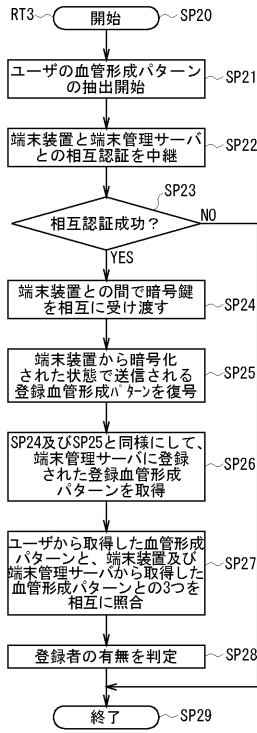 RT3
開始
SP20
ユーザの血管形成パターン
の抽出開始
SP21
端末装置と端末管理サーバ
との相互認証を中継
SP22
SP23
相互認証成功？
NO
YES
端末装置との間で暗号鍵
を相互に受け渡す
SP24
端末装置から暗号化
された状態で送信される
登録血管形成ﾊﾟﾀｰﾝを復号
SP25
SP24及びSP25と同様にして、
端末管理サーバに登録
された登録血管形成
パターンを取得
SP26
ユーザから取得した血管形成
パターンと、端末装置及び
端末管理サーバから取得した
血管形成パターンとの3つを
相互に照合
SP27
登録者の有無を判定
SP28
終了
SP29